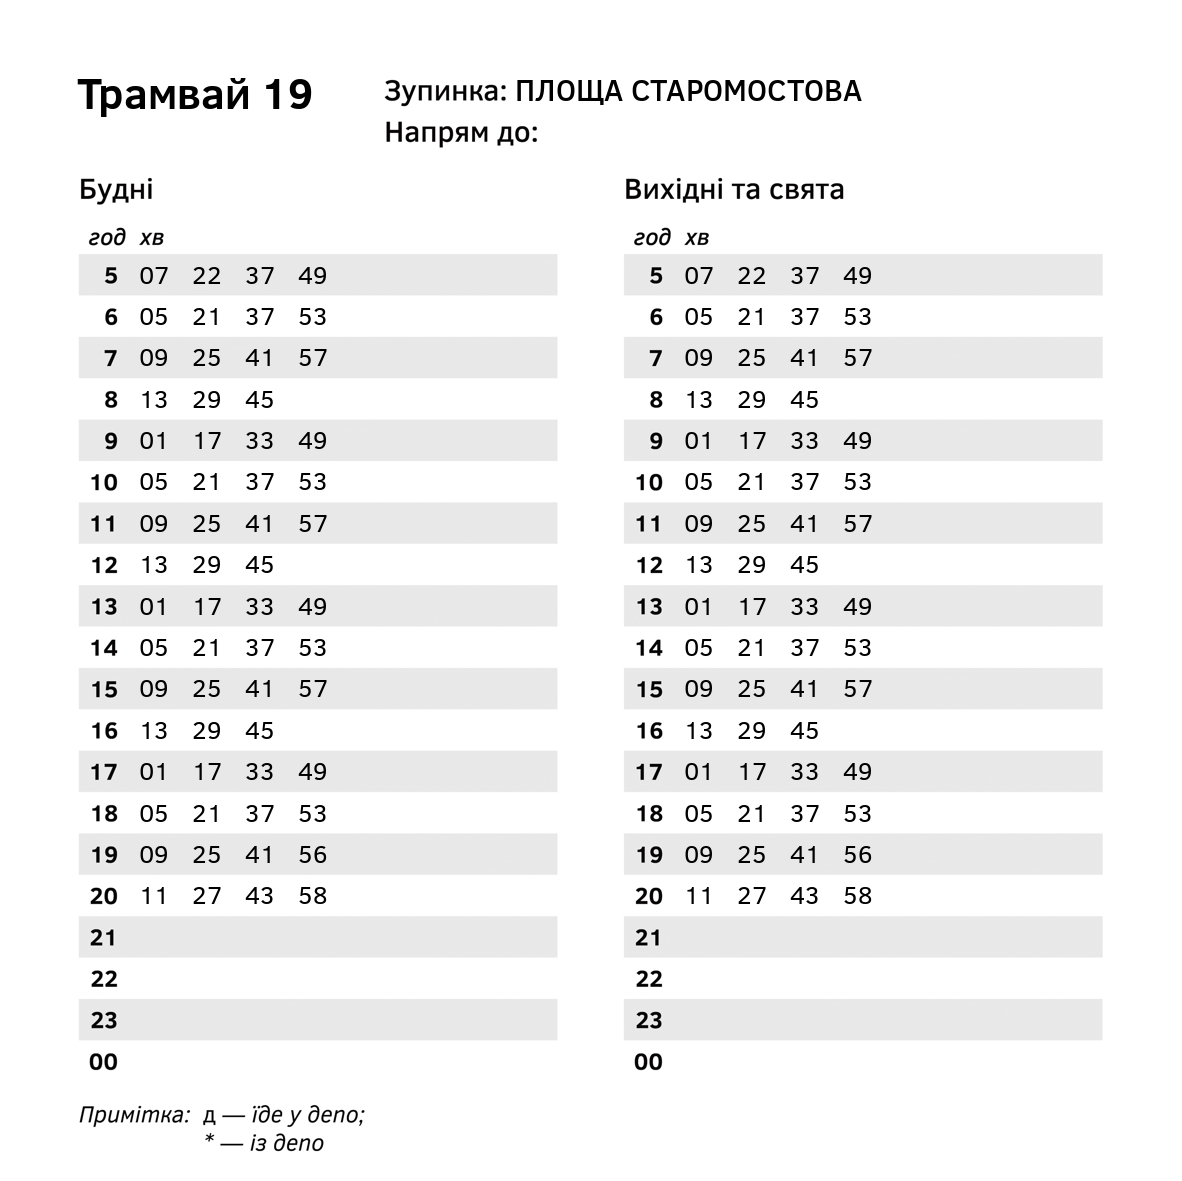 Трамвай 19
Зупинка: ПЛОЩА СТАРОМОСТОВА
Напрям до:
Будні
год хв
5 07 22 37 49
6 05 21 37 53
7 09 25 41 57
8 13 29 45
9 01 17 33 49
10 05 21 37 53
11 09 25 41 57
12 13 29 45
13 01 17 33 49
14 05 21 37 53
15 09 25 41 57
16 13 29 45
17 01 17 33 49
18 05 21 37 53
19 09 25 41 56
20 11 27 43 58
21
22
23
00
Вихідні та свята
год хв
5 07 22 37 49
6 05 21 37 53
7 09 25 41 57
8 13 29 45
9 01 17 33 49
10 05 21 37 53
11 09 25 41 57
12 13 29 45
13 01 17 33 49
14 05 21 37 53
15 09 25 41 57
16 13 29 45
17 01 17 33 49
18 05 21 37 53
19 09 25 41 56
20 11 27 43 58
21
22
23
00
Примітка: д — їде у депо;
* — із депо